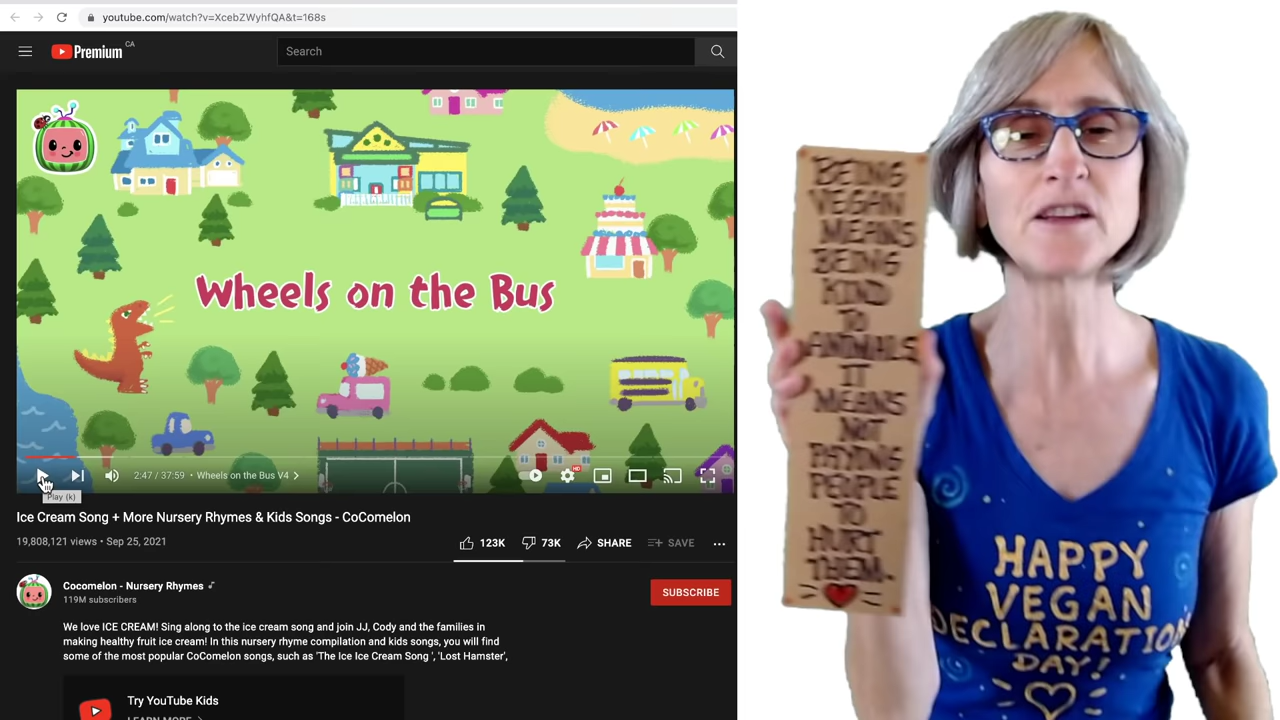 youtube.com/watch?v=XcebZWyhfQA&t=168s
Premium CA
Search
Wheels on the Bus
2:47 / 37:59 • Wheels on the Bus V4
HD
Play (k)
Ice Cream Song + More Nursery Rhymes & Kids Songs - CoComelon
19,808,121 views • Sep 25, 2021
123K
73K
SHARE
SAVE
Cocomelon - Nursery Rhymes
119M subscribers
SUBSCRIBE
We love ICE CREAM! Sing along to the ice cream song and join JJ, Cody and the families in
making healthy fruit ice cream! In this nursery rhyme compilation and kids songs, you will find
some of the most popular CoComelon songs, such as 'The Ice Ice Cream Song ', 'Lost Hamster',
Try YouTube Kids
LEARN MORE
BEING
VEGAN
MEANS
BEING
KIND
TO
ANIMALS
IT
MEANS
NOT
PAYING
PEOPLE
TO
HURT
THEM.
HAPPY
VEGAN
DECLARATION
DAY!